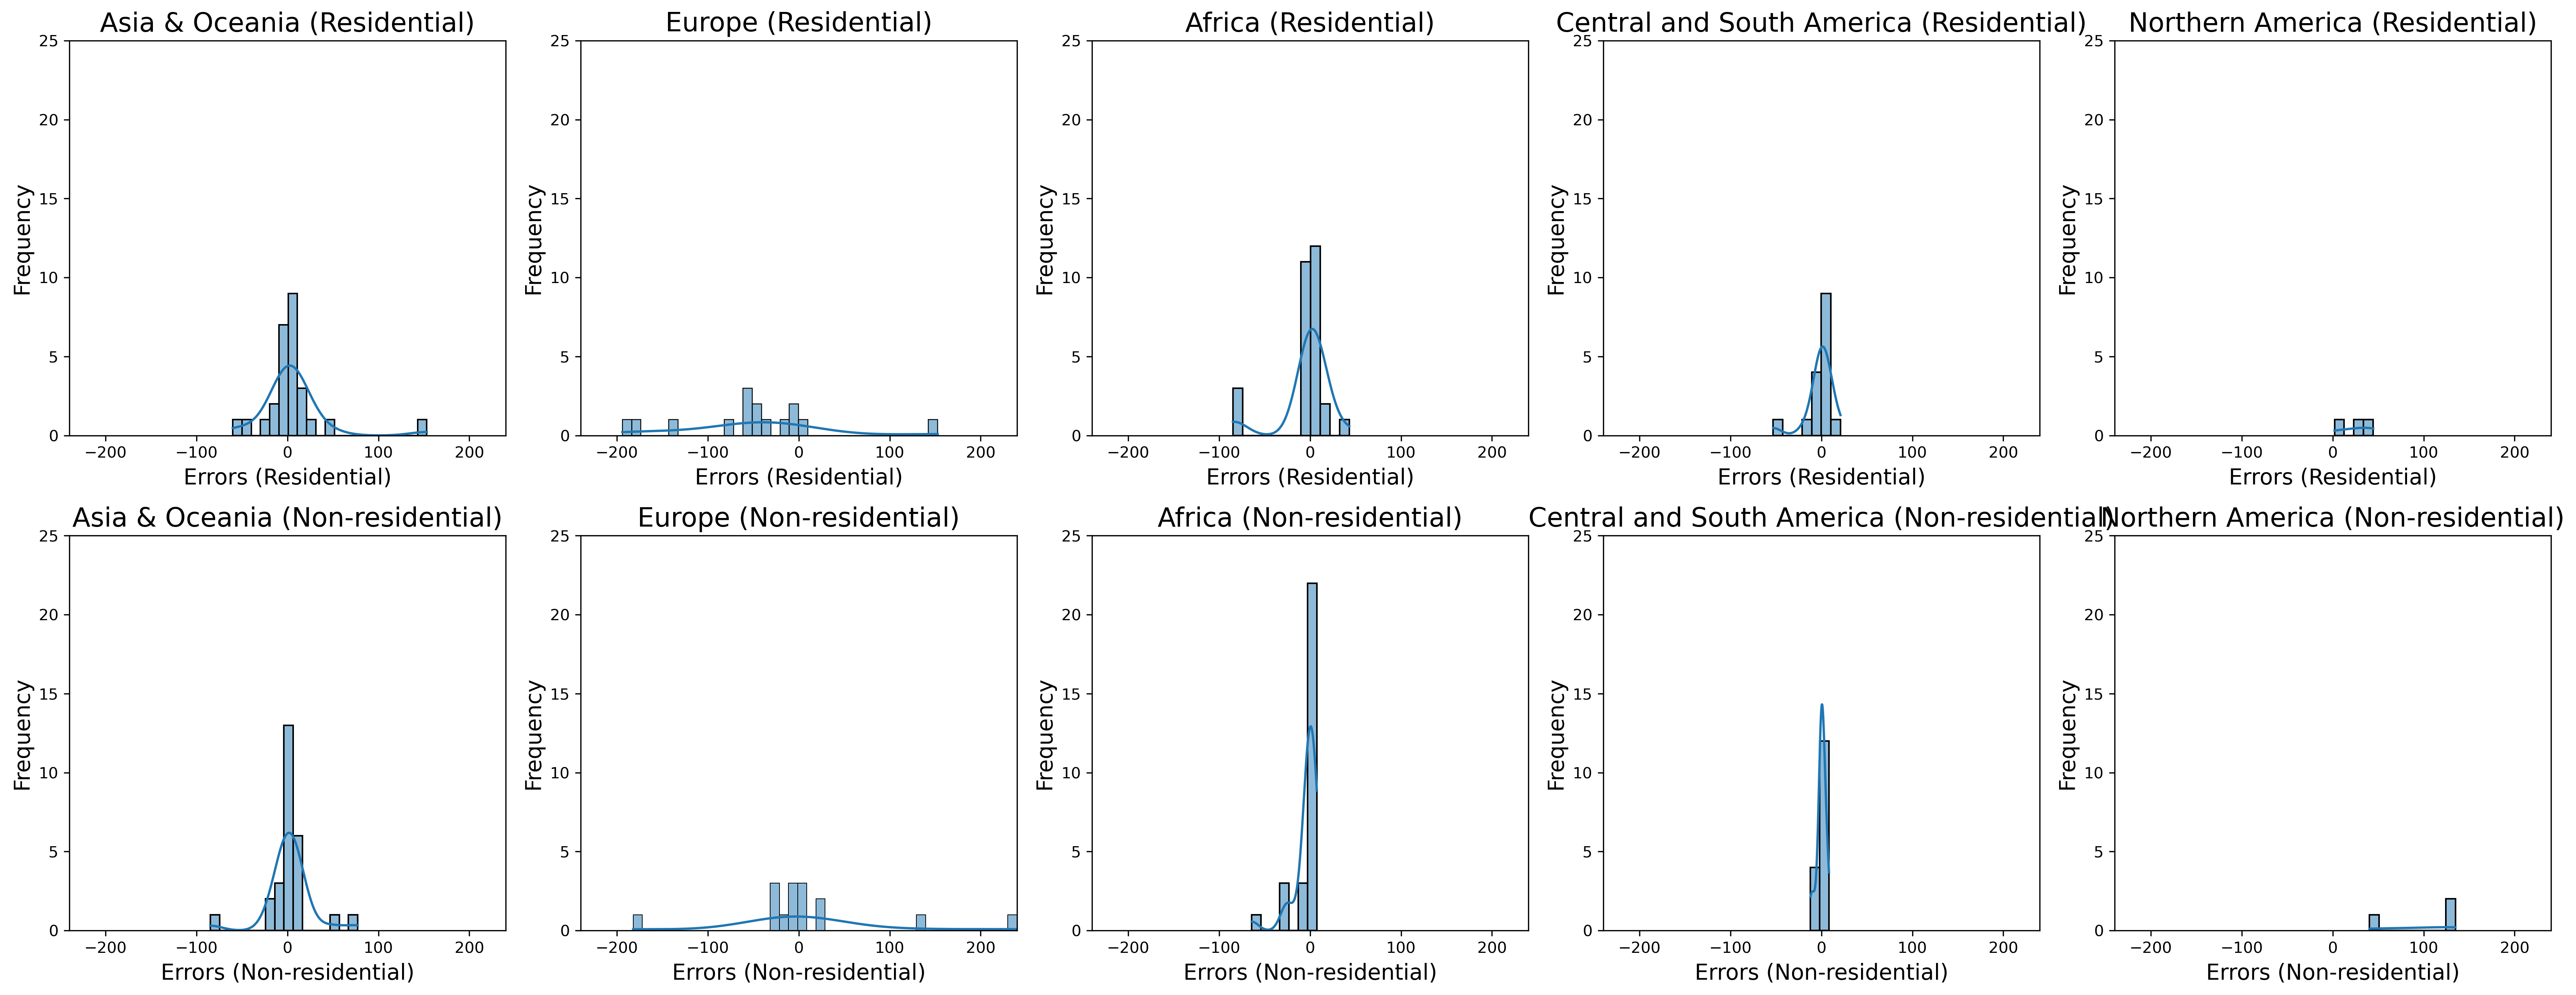 Asia & Oceania (Residential)
25
20
15
10
5
0
Frequency
−200 −100 0 100 200
Errors (Residential)
Europe (Residential)
25
20
15
10
5
0
Frequency
−200 −100 0 100 200
Errors (Residential)
Africa (Residential)
25
20
15
10
5
0
Frequency
−200 −100 0 100 200
Errors (Residential)
Central and South America (Residential)
25
20
15
10
5
0
Frequency
−200 −100 0 100 200
Errors (Residential)
Northern America (Residential)
25
20
15
10
5
0
Frequency
−200 −100 0 100 200
Errors (Residential)
Asia & Oceania (Non-residential)
25
20
15
10
5
0
Frequency
−200 −100 0 100 200
Errors (Non-residential)
Europe (Non-residential)
25
20
15
10
5
0
Frequency
−200 −100 0 100 200
Errors (Non-residential)
Africa (Non-residential)
25
20
15
10
5
0
Frequency
−200 −100 0 100 200
Errors (Non-residential)
Central and South America (Non-residential)
25
20
15
10
5
0
Frequency
−200 −100 0 100 200
Errors (Non-residential)
Northern America (Non-residential)
25
20
15
10
5
0
Frequency
−200 −100 0 100 200
Errors (Non-residential)